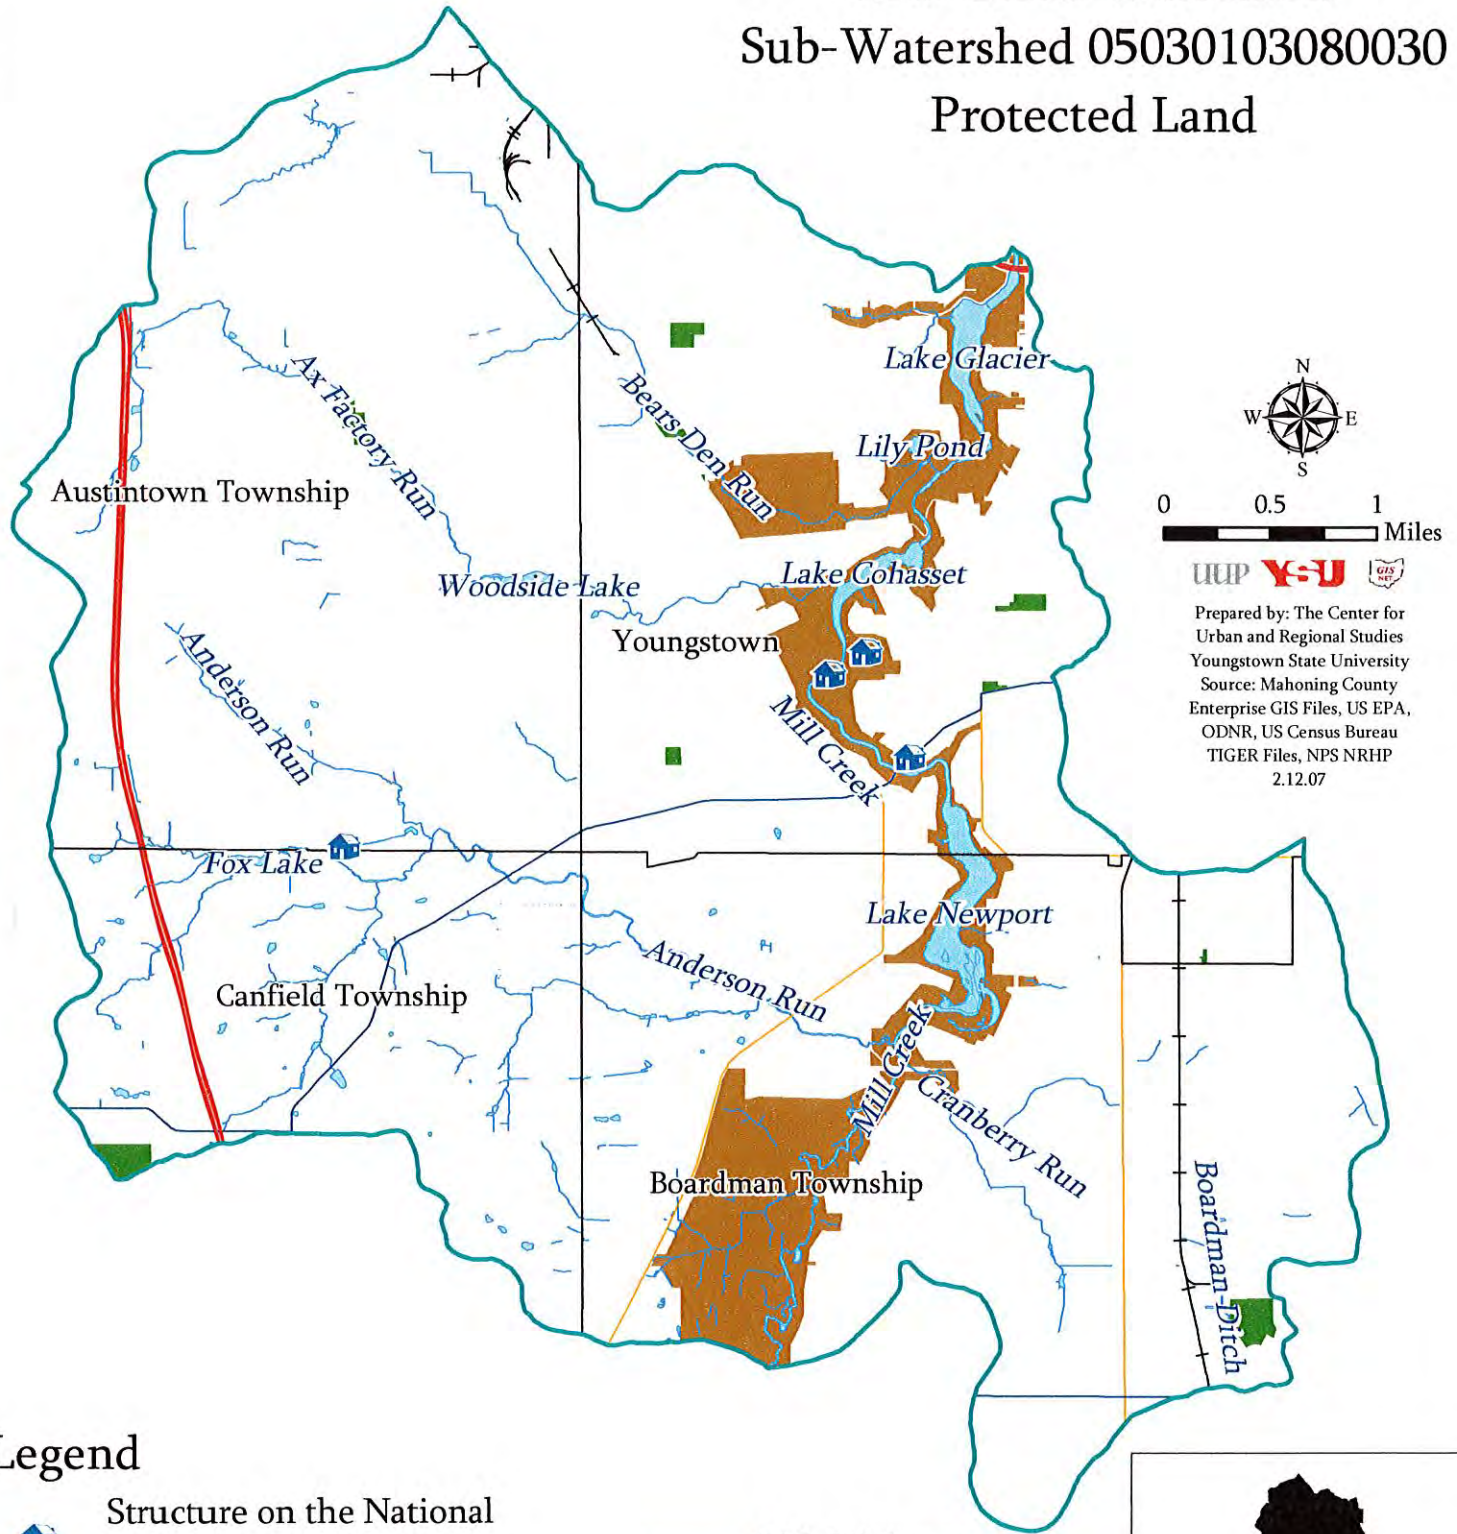 Sub-Watershed 05030103080030
Protected Land
Lake Glacier
N
W
E
S
Ax Factory Run
Bears Den Run
Lily Pond
Austintown Township
0
0.5
1
Miles
UUP
YSU
GIS
NET
Woodside Lake
Lake Cohasset
Youngstown
Prepared by: The Center for
Urban and Regional Studies
Youngstown State University
Source: Mahoning County
Enterprise GIS Files, US EPA,
ODNR, US Census Bureau
TIGER Files, NPS NRHP
2.12.07
Anderson Run
Mill Creek
Fox Lake
Lake Newport
Anderson Run
Canfield Township
Mill Creek
Cranberry Run
Boardman Township
Boardman Ditch
Legend
Structure on the National